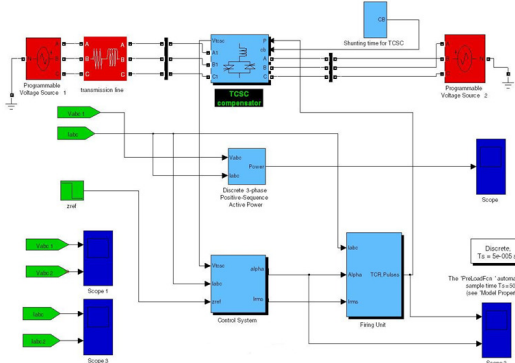 CB
Shunting time for TCSC
N
A
B
C
A
B
C
A
B
C
Vtcsc
A1
B1
C1
P
cb
A
B
C
N
Programmable
Voltage Source 1
transmission line
TCSC
compensator
Programmable
Voltage Source 2
Vabc 1
Iabc
Vabc
Iabc
Power
Discrete 3-phase
Positive-Sequence
Active Power
Scope
zref
Vabc 1
Vabc 2
Scope 1
Vtcsc
Iabc
zref
alpha
Irms
Control System
Iabc
Alpha
Irms
TCR_Pulses
Firing Unit
Discrete,
Ts = 5e-005 s
The "PreLoadFcn" automa
sample-time Ts=50
(see "Model Propert
Iabc
Iabc 2
Scope 3